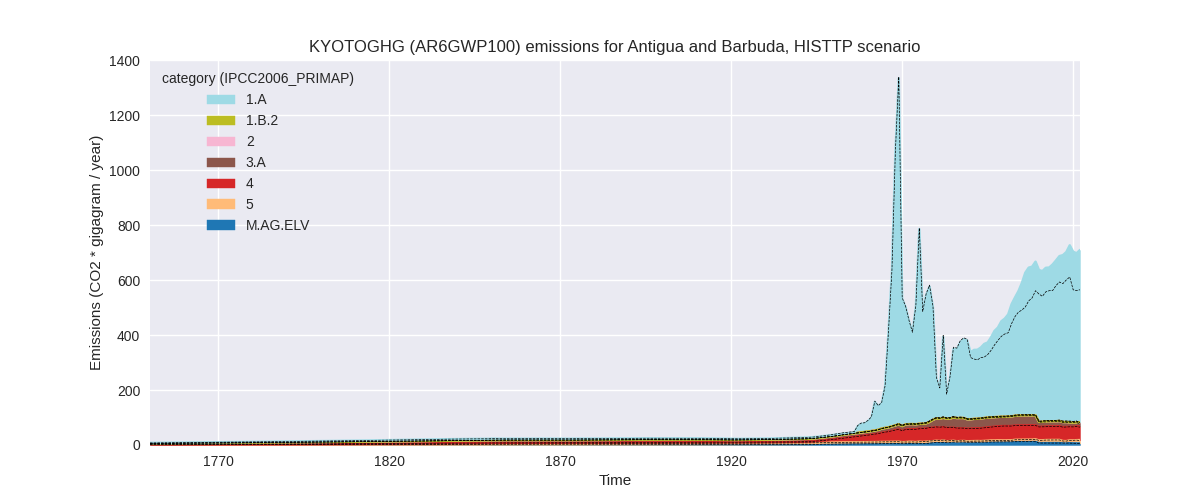 KYOTOGHG (AR6GWP100) emissions for Antigua and Barbuda, HISTTP scenario
Emissions (CO2 * gigagram / year)
1400
1200
1000
800
600
400
200
0
category (IPCC2006_PRIMAP)
1.A
1.B.2
2
3.A
4
5
M.AG.ELV
1770 1820 1870 1920 1970 2020
Time